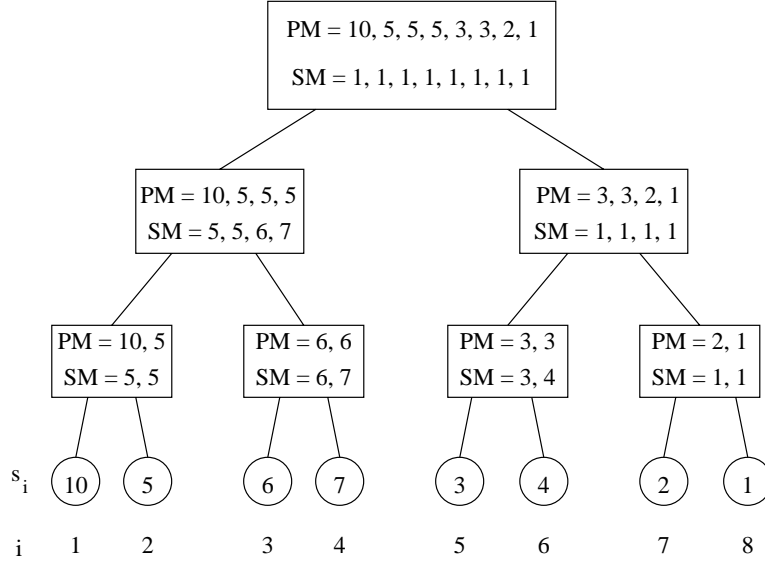 PM = 10, 5, 5, 5, 3, 3, 2, 1
SM = 1, 1, 1, 1, 1, 1, 1, 1
PM = 10, 5, 5, 5
SM = 5, 5, 6, 7
PM = 3, 3, 2, 1
SM = 1, 1, 1, 1
PM = 10, 5
SM = 5, 5
PM = 6, 6
SM = 6, 7
PM = 3, 3
SM = 3, 4
PM = 2, 1
SM = 1, 1
s_i 10 5 6 7 3 4 2 1
i 1 2 3 4 5 6 7 8